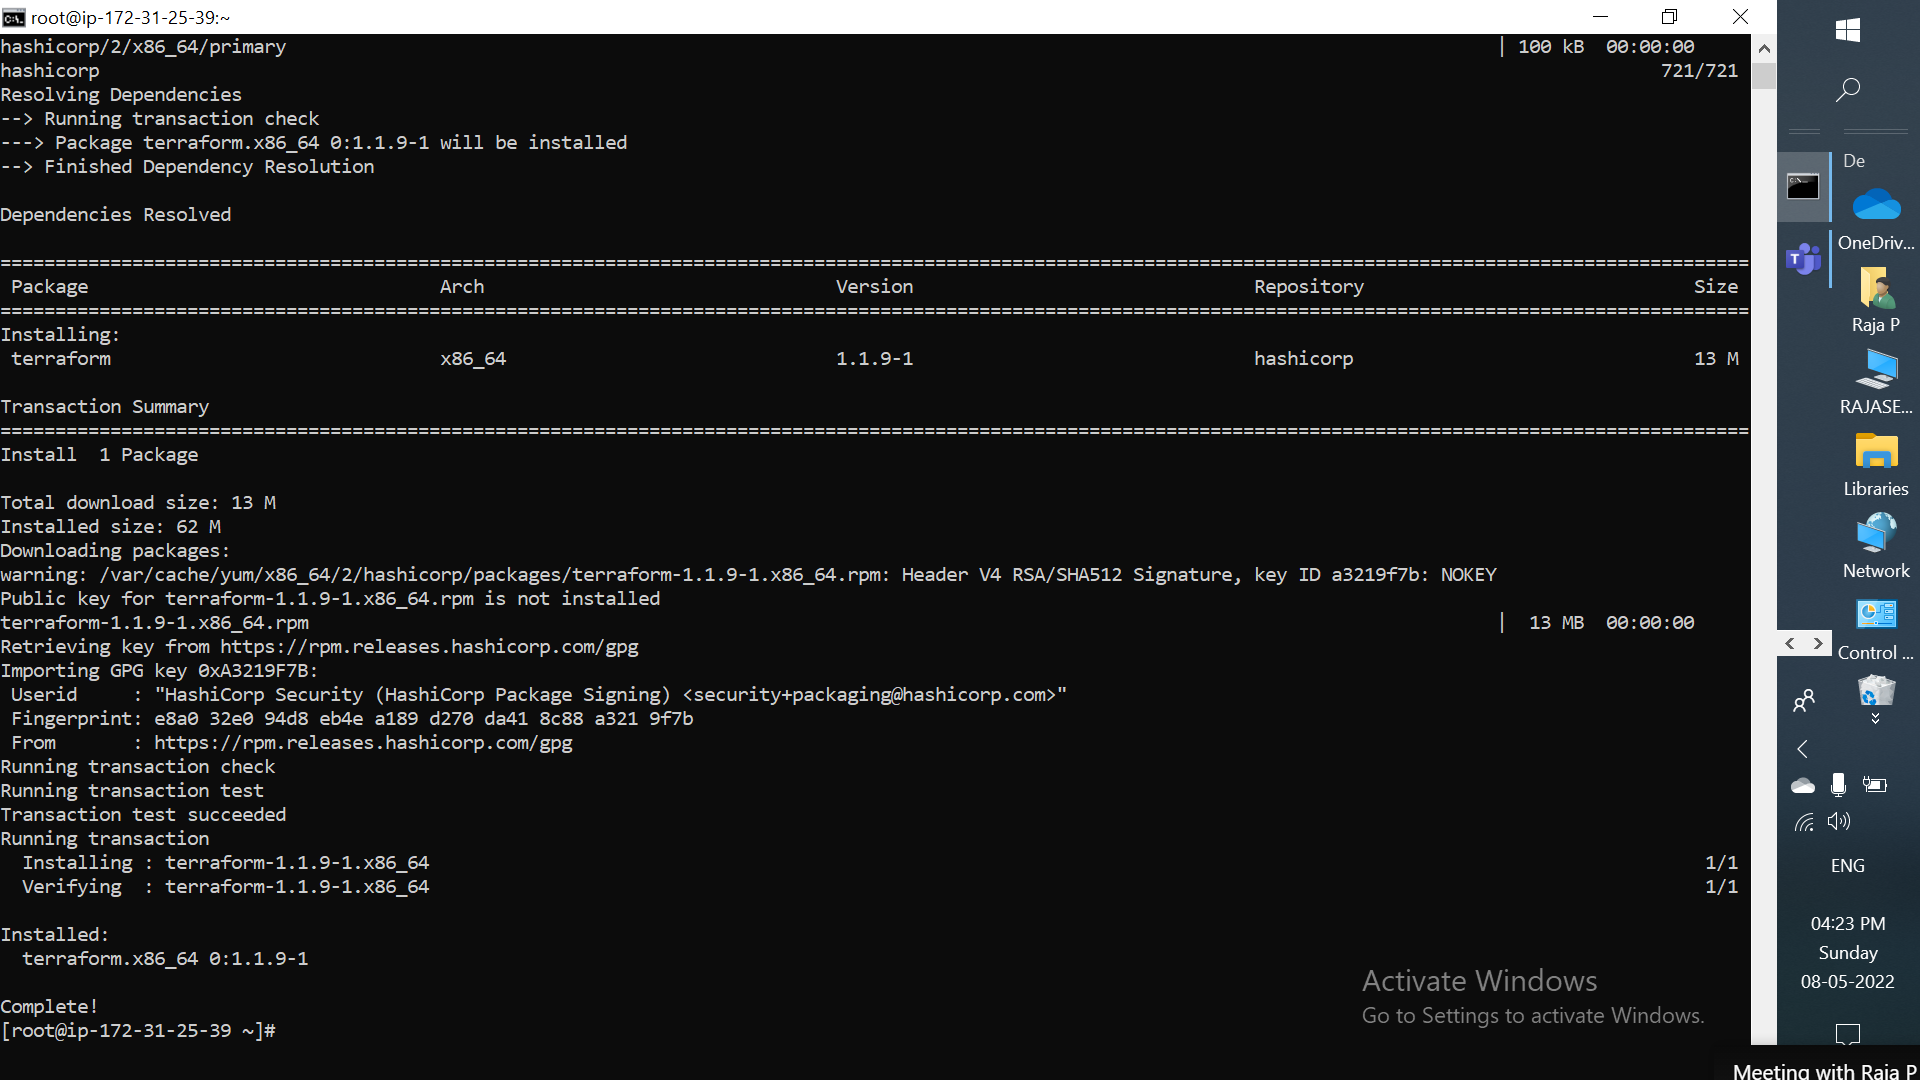 root@ip-172-31-25-39:~
hashicorp/2/x86_64/primary | 100 kB 00:00:00
hashicorp 721/721
Resolving Dependencies
--> Running transaction check
---> Package terraform.x86_64 0:1.1.9-1 will be installed
--> Finished Dependency Resolution
Dependencies Resolved
================================================================================
Package Arch Version Repository Size
================================================================================
Installing:
terraform x86_64 1.1.9-1 hashicorp 13 M
Transaction Summary
================================================================================
Install 1 Package
Total download size: 13 M
Installed size: 62 M
Downloading packages:
warning: /var/cache/yum/x86_64/2/hashicorp/packages/terraform-1.1.9-1.x86_64.rpm: Header V4 RSA/SHA512 Signature, key ID a3219f7b: NOKEY
Public key for terraform-1.1.9-1.x86_64.rpm is not installed
terraform-1.1.9-1.x86_64.rpm | 13 MB 00:00:00
Retrieving key from https://rpm.releases.hashicorp.com/gpg
Importing GPG key 0xA3219F7B:
Userid : "HashiCorp Security (HashiCorp Package Signing) <security+packaging@hashicorp.com>"
Fingerprint: e8a0 32e0 94d8 eb4e a189 d270 da41 8c88 a321 9f7b
From : https://rpm.releases.hashicorp.com/gpg
Running transaction check
Running transaction test
Transaction test succeeded
Running transaction
Installing : terraform-1.1.9-1.x86_64 1/1
Verifying : terraform-1.1.9-1.x86_64 1/1
Installed:
terraform.x86_64 0:1.1.9-1
Complete!
[root@ip-172-31-25-39 ~]#
Activate Windows
Go to Settings to activate Windows.
De
OneDriv...
Raja P
RAJASE...
Libraries
Network
Control ...
ENG
04:23 PM
Sunday
08-05-2022
Meeting with Raja P